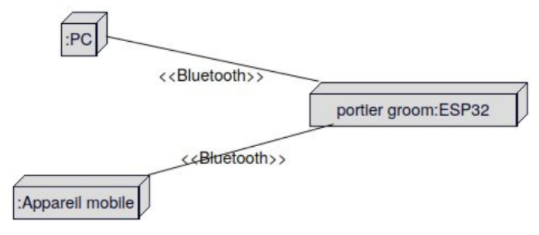 :PC
<<Bluetooth>>
portier groom:ESP32
<<Bluetooth>>
:Appareil mobile